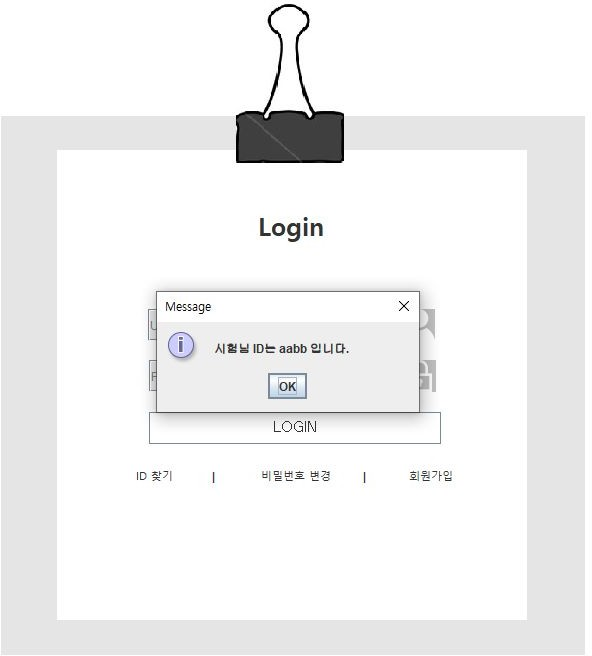 Login
Message
시험님 ID는 aabb 입니다.
OK
LOGIN
ID 찾기 | 비밀번호 변경 | 회원가입